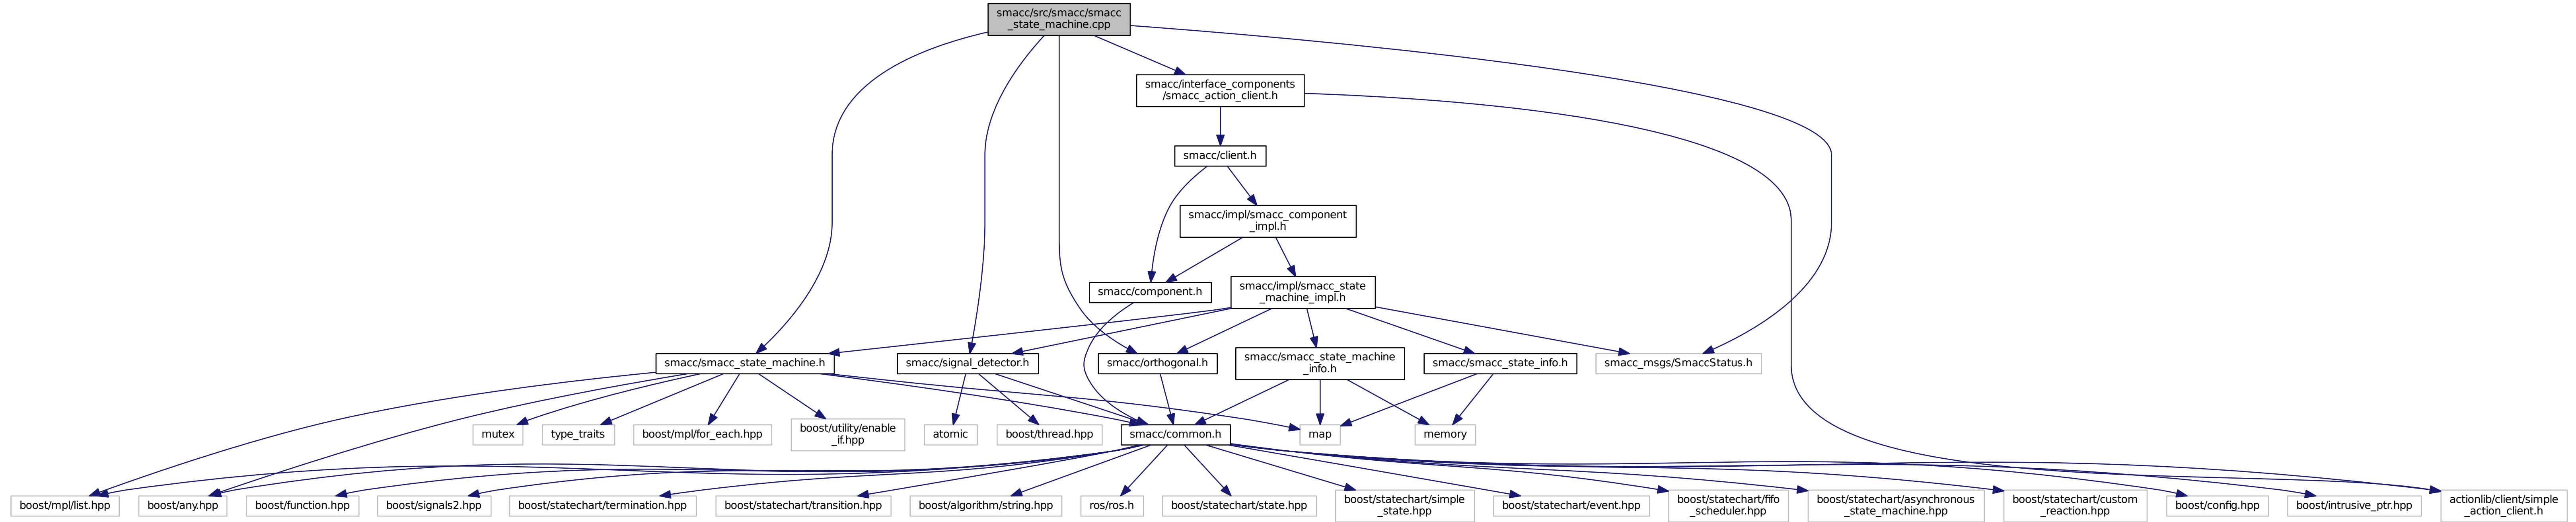 smacc/src/smacc/smacc
_state_machine.cpp
smacc/interface_components
/smacc_action_client.h
smacc/client.h
smacc/impl/smacc_component
_impl.h
smacc/component.h
smacc/impl/smacc_state
_machine_impl.h
smacc/smacc_state_machine.h
smacc/signal_detector.h
smacc/orthogonal.h
smacc/smacc_state_machine
_info.h
smacc/smacc_state_info.h
smacc_msgs/SmaccStatus.h
mutex
type_traits
boost/mpl/for_each.hpp
boost/utility/enable
_if.hpp
atomic
boost/thread.hpp
smacc/common.h
map
memory
boost/mpl/list.hpp
boost/any.hpp
boost/function.hpp
boost/signals2.hpp
boost/statechart/termination.hpp
boost/statechart/transition.hpp
boost/algorithm/string.hpp
ros/ros.h
boost/statechart/state.hpp
boost/statechart/simple
_state.hpp
boost/statechart/event.hpp
boost/statechart/fifo
_scheduler.hpp
boost/statechart/asynchronous
_state_machine.hpp
boost/statechart/custom
_reaction.hpp
boost/config.hpp
boost/intrusive_ptr.hpp
actionlib/client/simple
_action_client.h